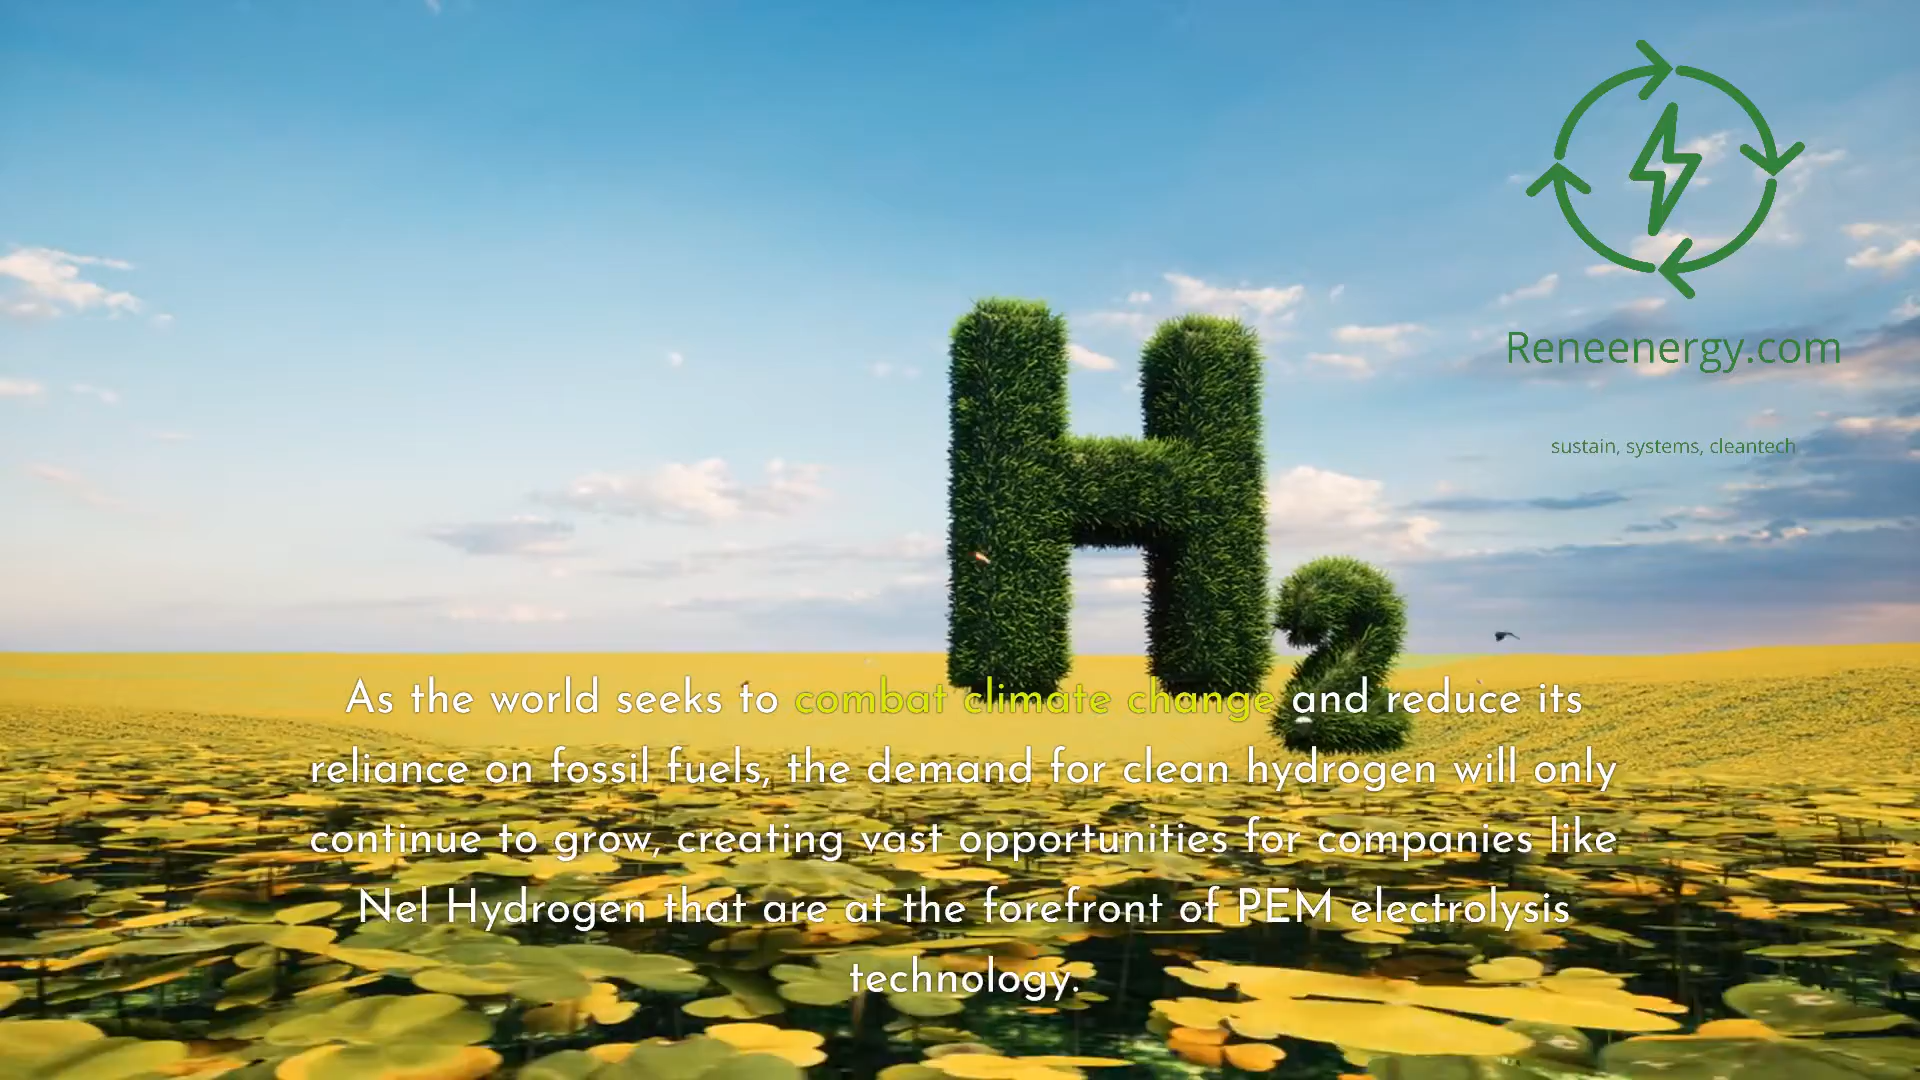 Reneenergy.com
sustain, systems, cleantech
H2
As the world seeks to combat climate change and reduce its
reliance on fossil fuels, the demand for clean hydrogen will only
continue to grow, creating vast opportunities for companies like
Nel Hydrogen that are at the forefront of PEM electrolysis
technology.